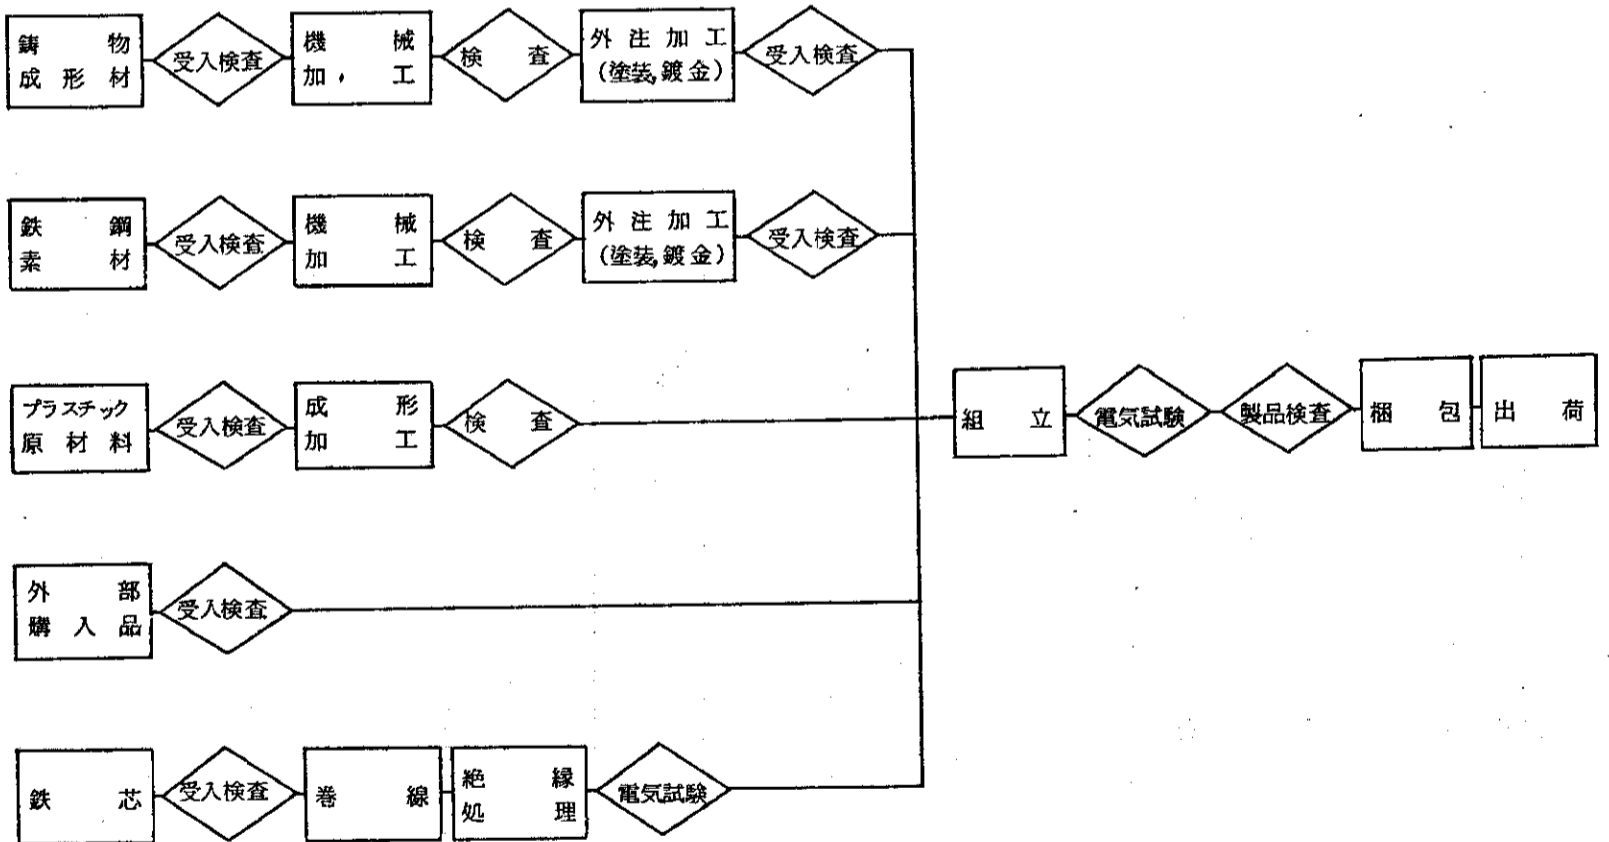 鋳物
成形材
受入検査
機械
加工
検査
外注加工
(塗装,鍍金)
受入検査
鉄鋼
素材
受入検査
機械
加工
検査
外注加工
(塗装,鍍金)
受入検査
プラスチック
原材料
受入検査
成形
加工
検査
組立
電気試験
製品検査
梱包
出荷
外部
購入品
受入検査
鉄芯
受入検査
巻線
絶縁
処理
電気試験